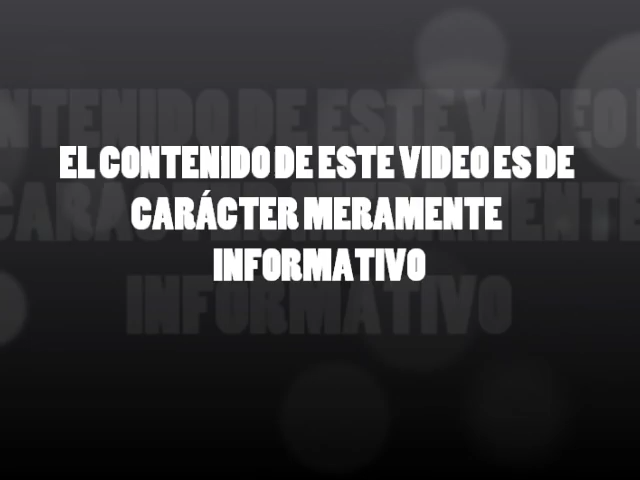 EL CONTENIDO DE ESTE VIDEO ES DE
CARÁCTER MERAMENTE
INFORMATIVO